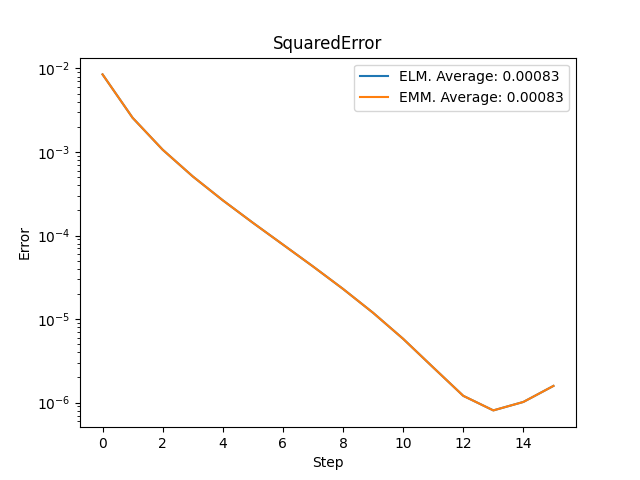 SquaredError
ELM. Average: 0.00083
EMM. Average: 0.00083
Error
10⁻²
10⁻³
10⁻⁴
10⁻⁵
10⁻⁶
0 2 4 6 8 10 12 14
Step